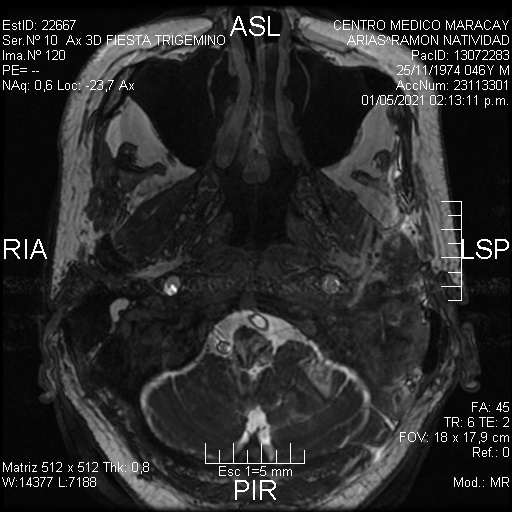 EstID: 22667
Ser.Nº 10 Ax 3D FIESTA TRIGEMINO
Ima.Nº 120
PE= --
NAq: 0,6 Loc: -23,7 Ax
ASL
CENTRO MEDICO MARACAY
ARIAS^RAMON NATIVIDAD
PacID: 13072283
25/11/1974 046Y M
AccNum: 23113301
01/05/2021 02:13:11 p.m.
RIA
LSP
Matriz 512 x 512 Thk: 0,8
W:14377 L:7188
Esc 1=5 mm
PIR
FA: 45
TR: 6 TE: 2
FOV: 18 x 17,9 cm
Ref.: 0
Mod.: MR